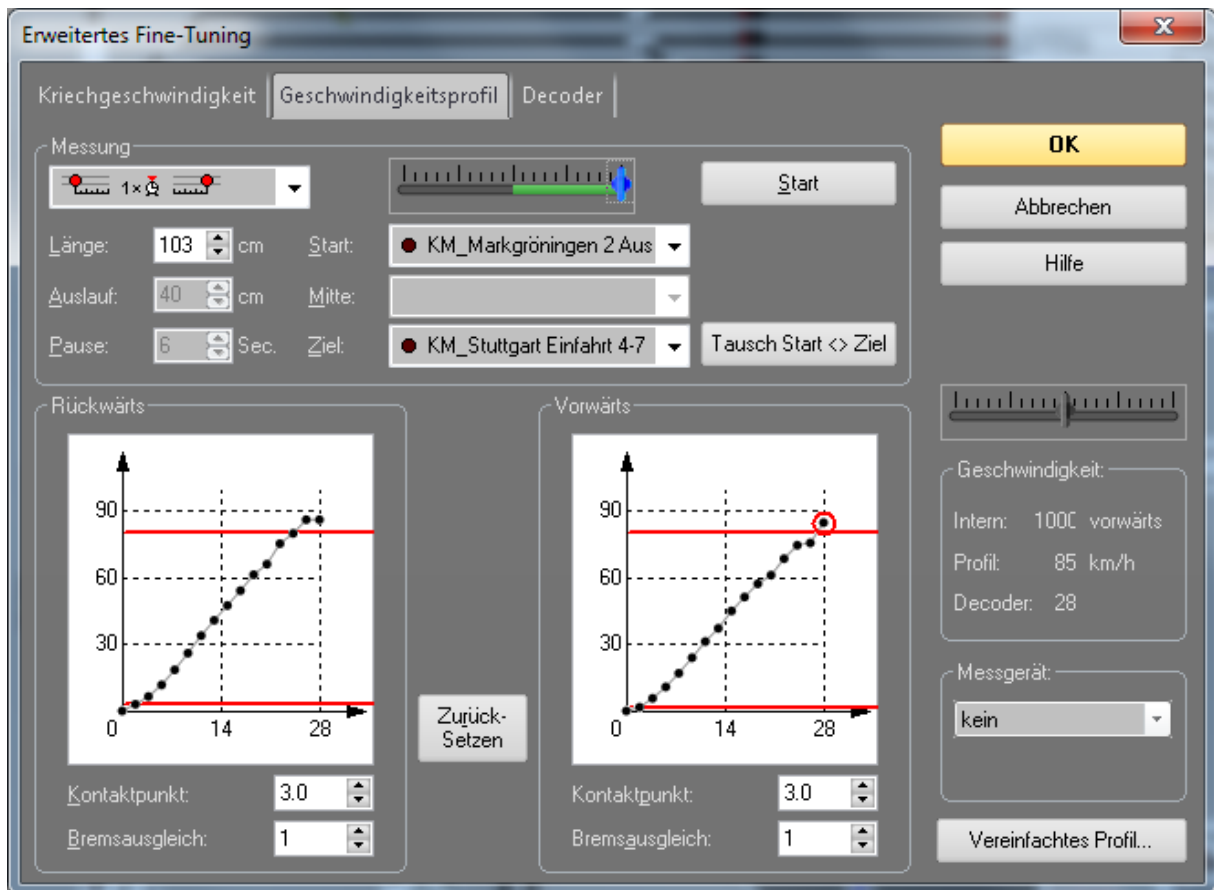 Erweitertes Fine-Tuning
Kriechgeschwindigkeit Geschwindigkeitsprofil Decoder
Messung
1×
Start
Länge: 103 cm Start: KM_Markgröningen 2 Aus
Auslauf: 40 cm Mitte:
Pause: 6 Sec. Ziel: KM_Stuttgart Einfahrt 4-7 Tausch Start <> Ziel
OK
Abbrechen
Hilfe
Rückwärts
90
60
30
0 14 28
Kontaktpunkt: 3.0
Bremsausgleich: 1
Zurück-
Setzen
Vorwärts
90
60
30
0 14 28
Kontaktpunkt: 3.0
Bremsausgleich: 1
Geschwindigkeit:
Intern: 1000 vorwärts
Profil: 85 km/h
Decoder: 28
Messgerät:
kein
Vereinfachtes Profil...